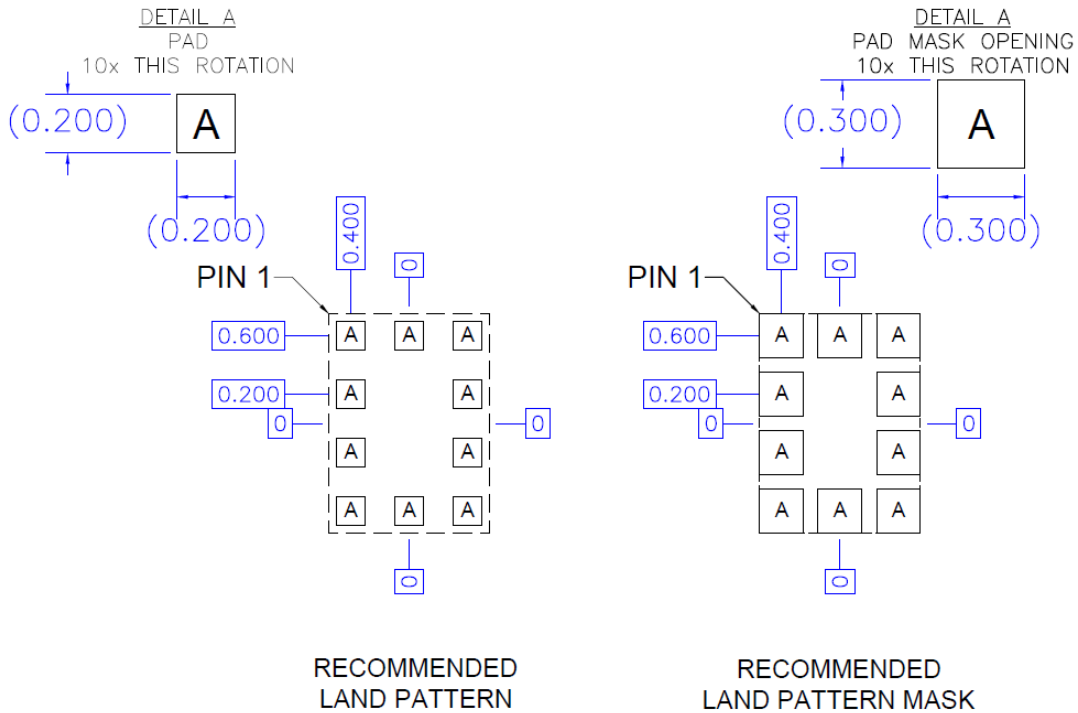 DETAIL A
PAD
10x THIS ROTATION
(0.200)
A
(0.200)
DETAIL A
PAD MASK OPENING
10x THIS ROTATION
(0.300)
A
(0.300)
0.400
0
PIN 1
0.600
A A A
0.200
A A
0
0
A A
A A A
0
RECOMMENDED
LAND PATTERN
0.400
0
PIN 1
0.600
A A A
0.200
A A
0
0
A A
A A A
0
RECOMMENDED
LAND PATTERN MASK